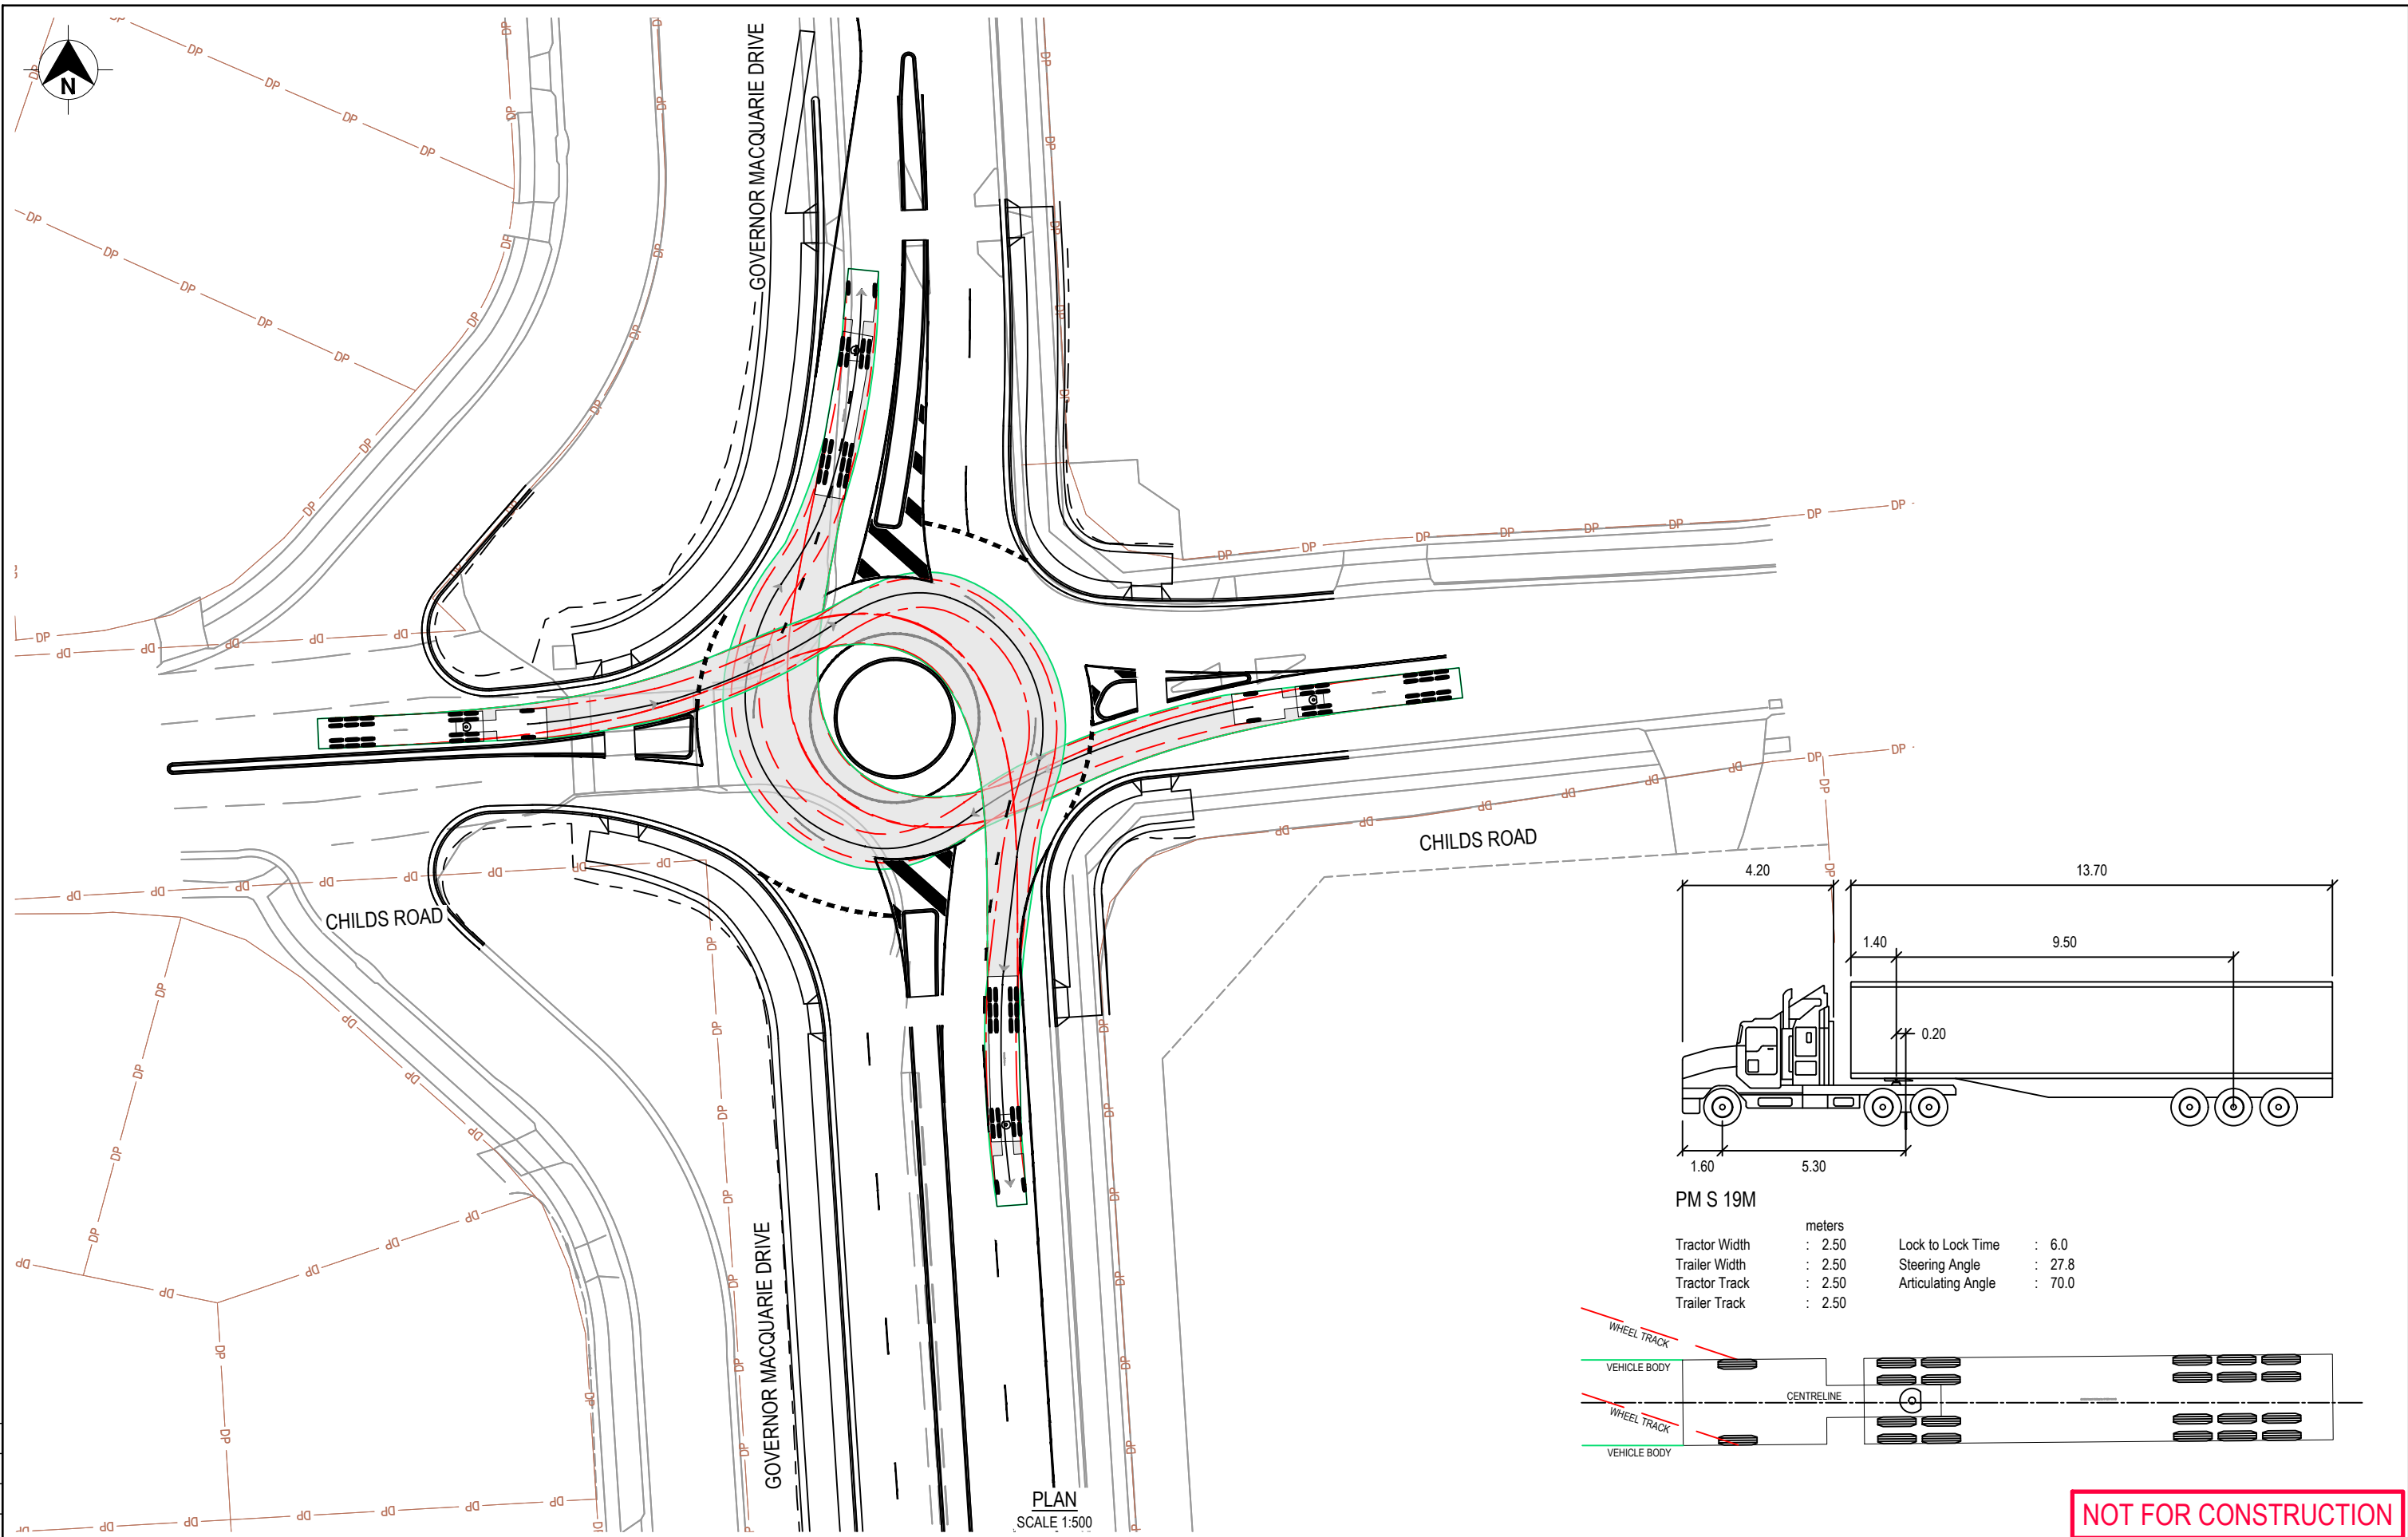 N
GOVERNOR MACQUARIE DRIVE
CHILDS ROAD
CHILDS ROAD
GOVERNOR MACQUARIE DRIVE
DP
4.20
13.70
1.40
9.50
0.20
1.60
5.30
PM S 19M
meters
Tractor Width : 2.50 Lock to Lock Time : 6.0
Trailer Width : 2.50 Steering Angle : 27.8
Tractor Track : 2.50 Articulating Angle : 70.0
Trailer Track : 2.50
WHEEL TRACK
VEHICLE BODY
CENTRELINE
WHEEL TRACK
VEHICLE BODY
PLAN
SCALE 1:500
NOT FOR CONSTRUCTION